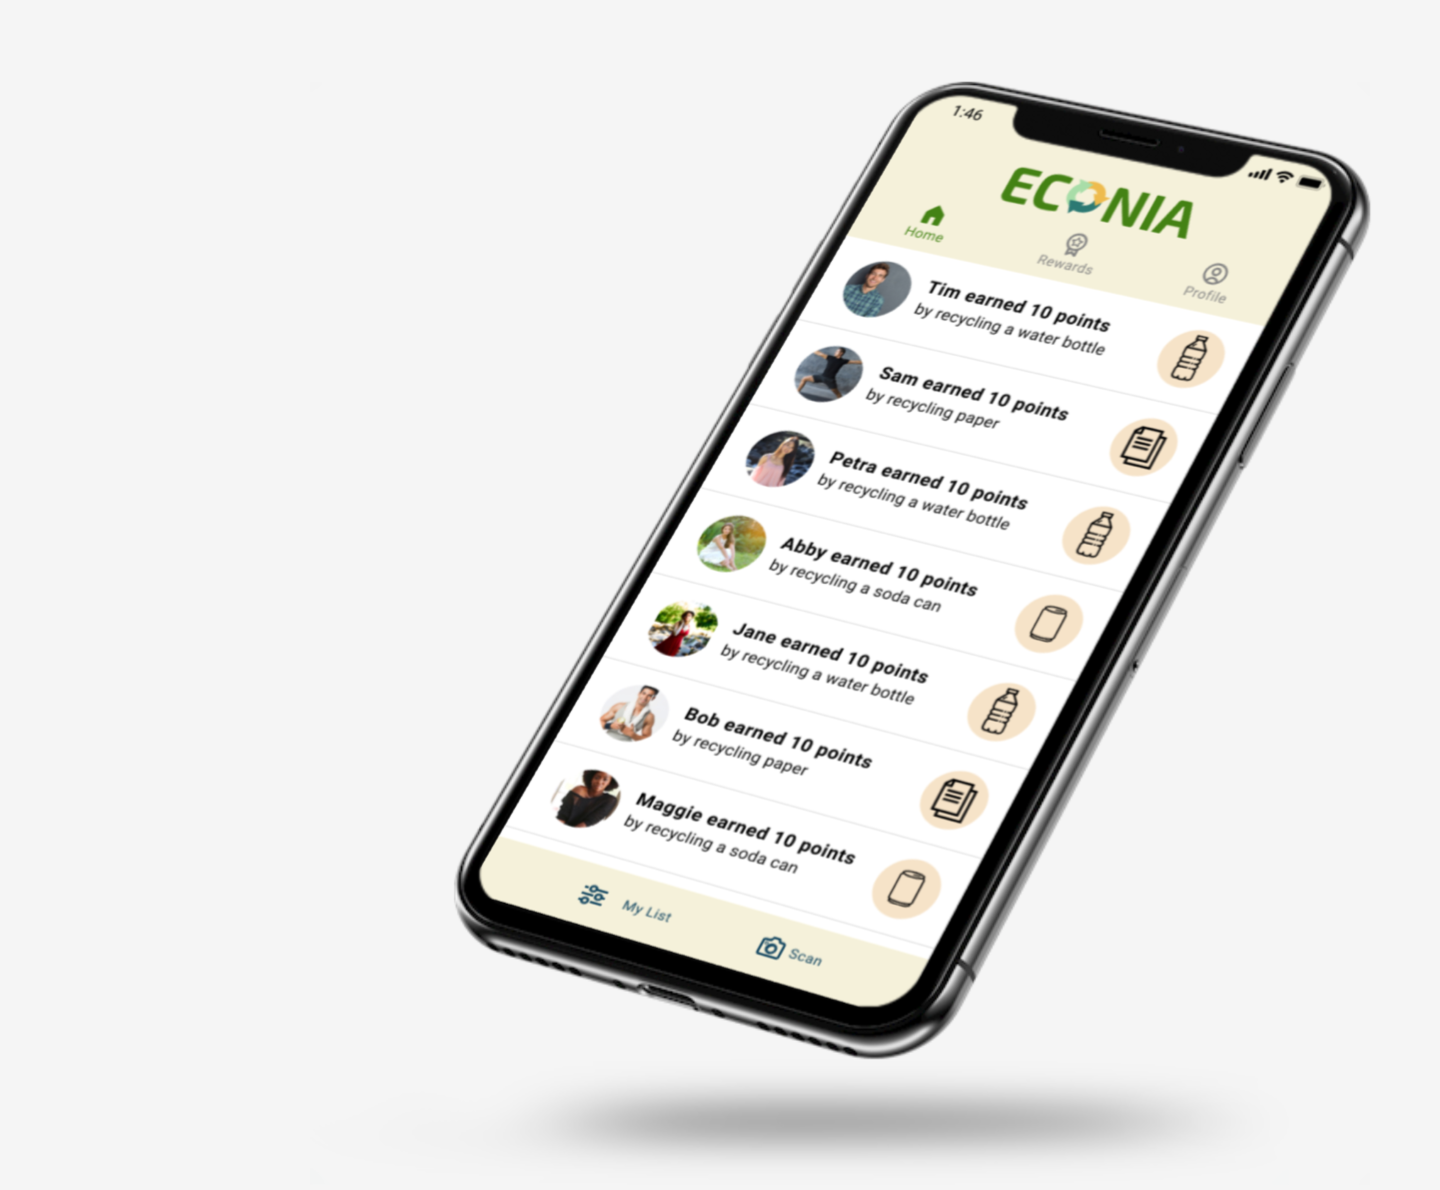 1:46
ECONIA
Home
Rewards
Profile
Tim earned 10 points
by recycling a water bottle
Sam earned 10 points
by recycling paper
Petra earned 10 points
by recycling a water bottle
Abby earned 10 points
by recycling a soda can
Jane earned 10 points
by recycling a water bottle
Bob earned 10 points
by recycling paper
Maggie earned 10 points
by recycling a soda can
My List
Scan